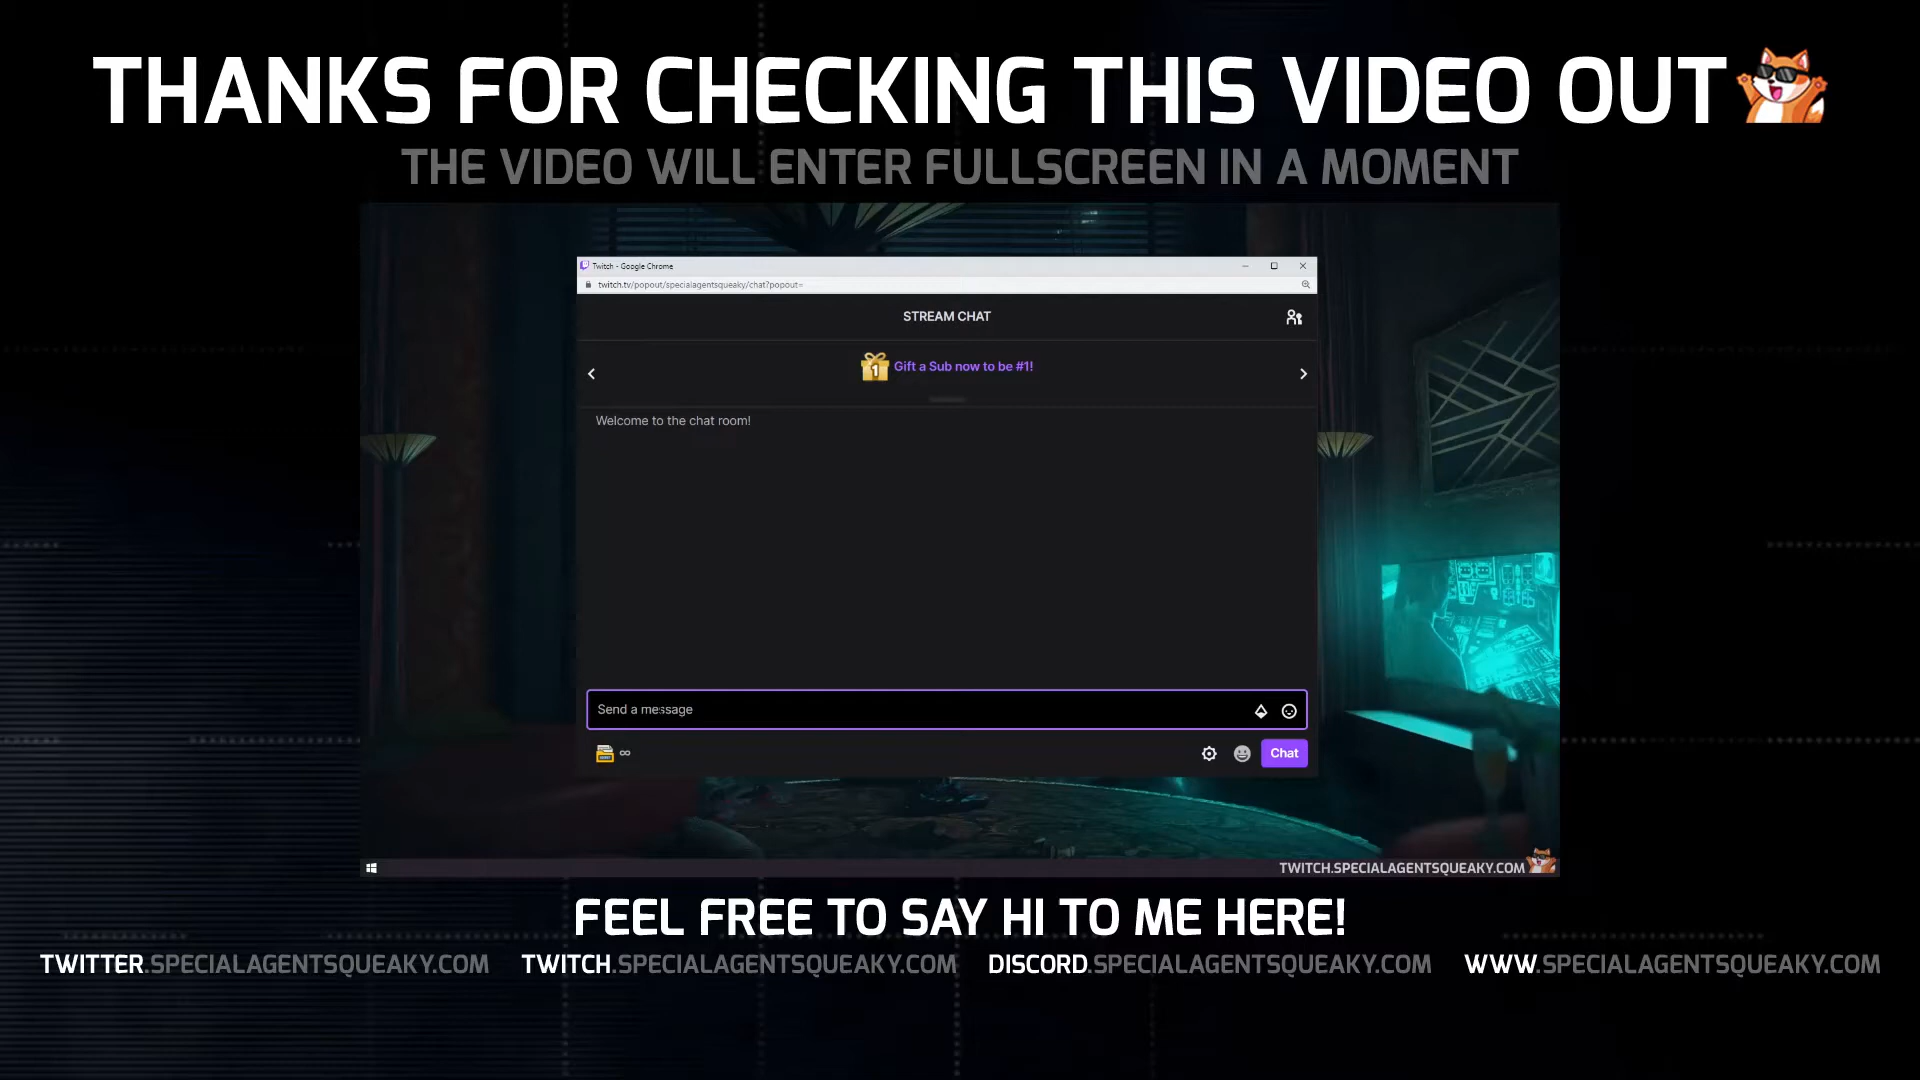 THANKS FOR CHECKING THIS VIDEO OUT
THE VIDEO WILL ENTER FULLSCREEN IN A MOMENT
Twitch - Google Chrome
twitch.tv/popout/specialagentsqueaky/chat?popout=
STREAM CHAT
1 Gift a Sub now to be #1!
Welcome to the chat room!
Send a message
∞
Chat
TWITCH.SPECIALAGENTSQUEAKY.COM
FEEL FREE TO SAY HI TO ME HERE!
TWITTER.SPECIALAGENTSQUEAKY.COM TWITCH.SPECIALAGENTSQUEAKY.COM DISCORD.SPECIALAGENTSQUEAKY.COM WWW.SPECIALAGENTSQUEAKY.COM